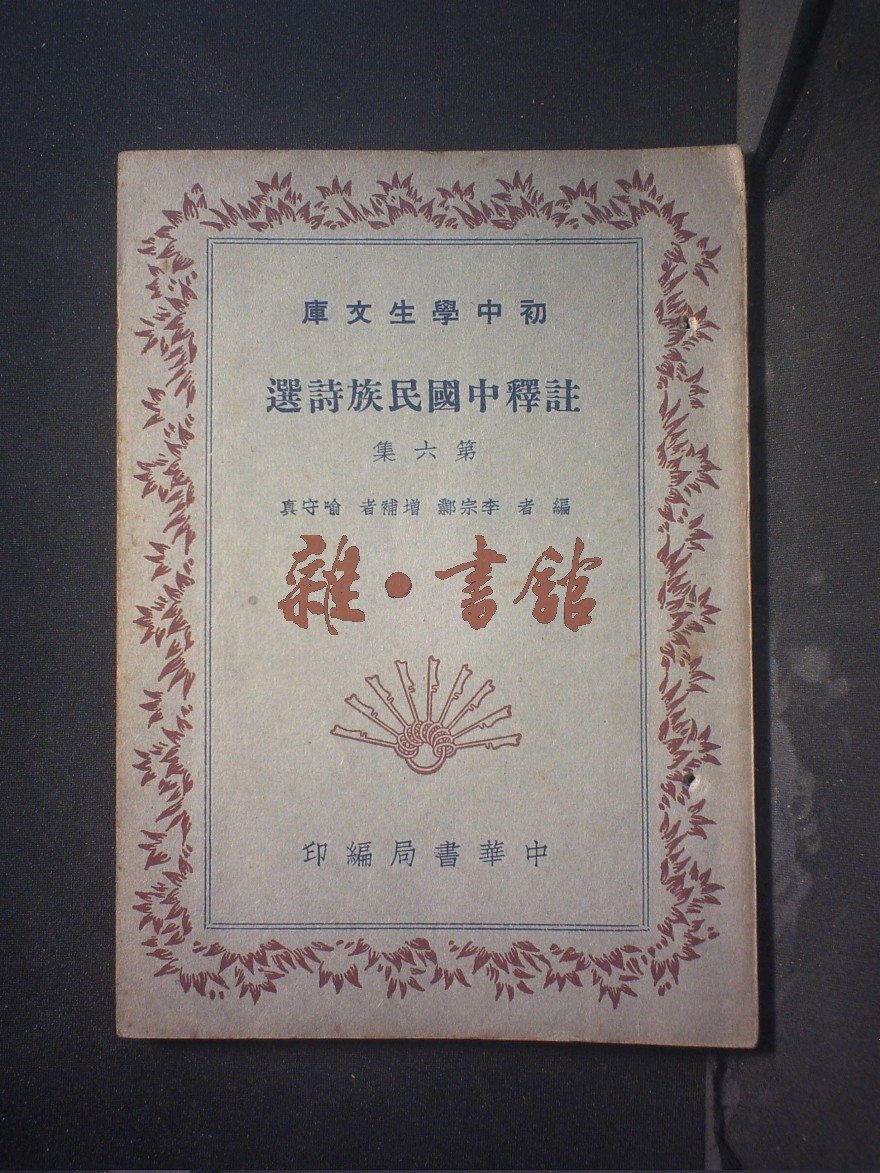 初中學生文庫
註釋中國民族詩選
第六集
編者 李宗鄴 增補者 喻守真
雜•書館
中華書局編印